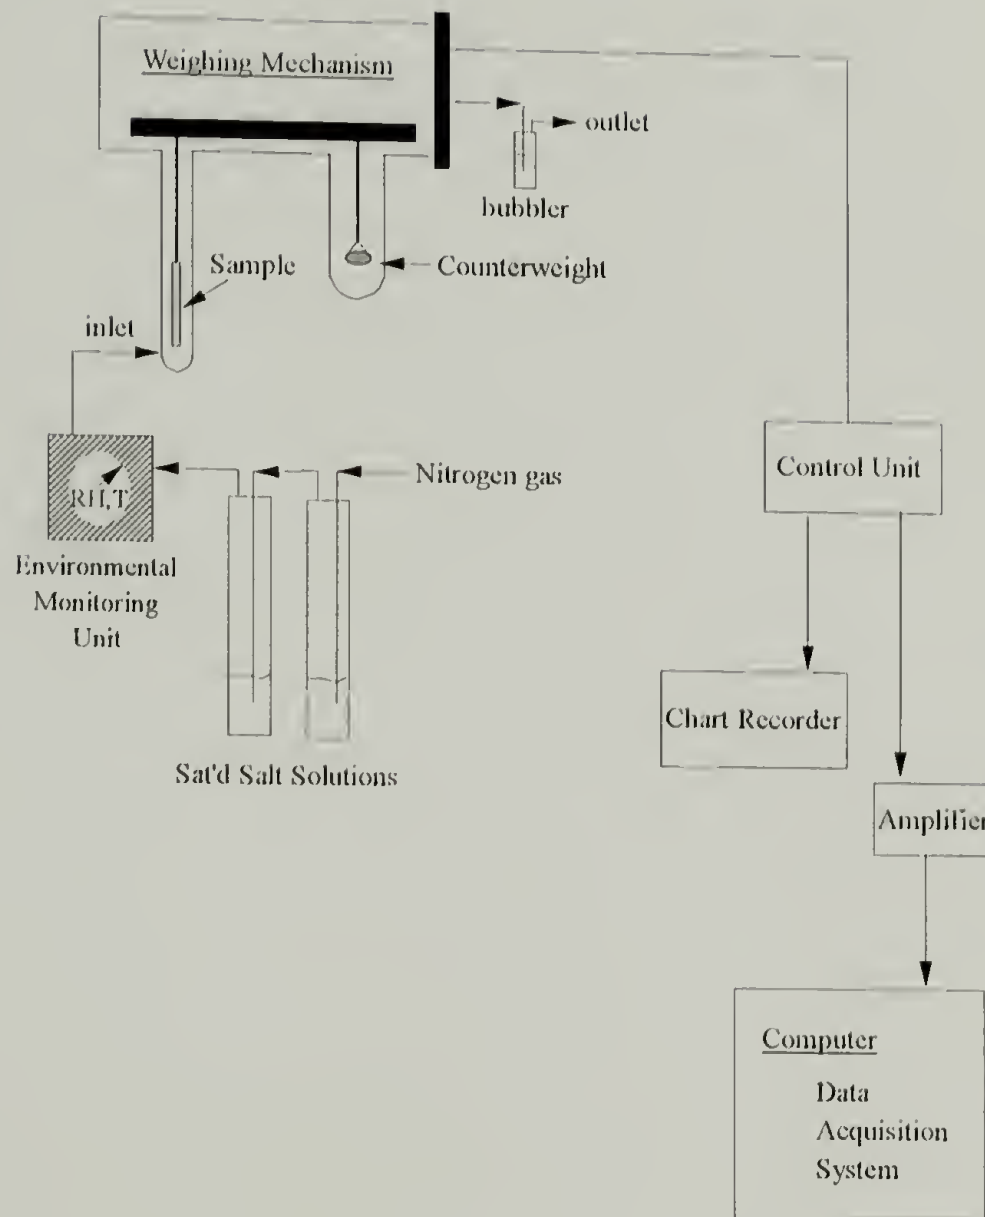 Weighing Mechanism
outlet
bubbler
Sample
Counterweight
inlet
RH,T
Nitrogen gas
Control Unit
Environmental
Monitoring
Unit
Chart Recorder
Sat'd Salt Solutions
Amplifier
Computer
Data
Acquisition
System